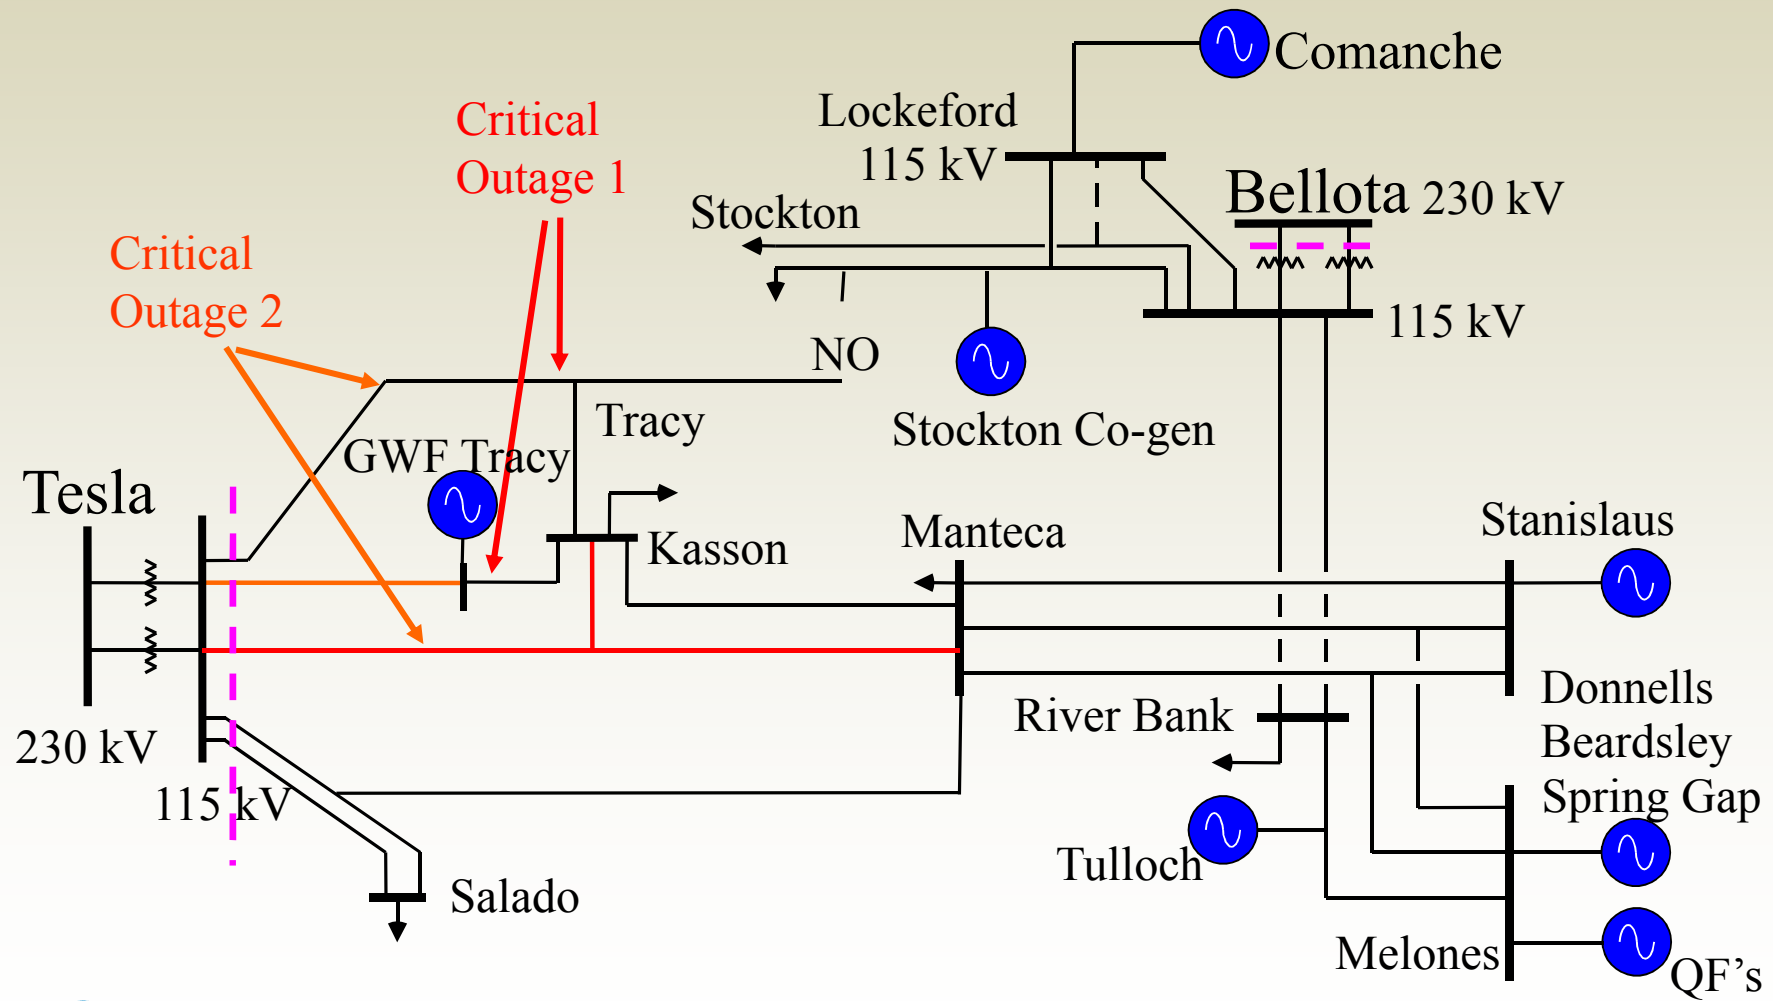 Comanche
Lockeford
115 kV
Critical
Outage 1
Bellota 230 kV
Stockton
Critical
Outage 2
115 kV
NO
Tracy
Stockton Co-gen
GWF Tracy
Tesla
Stanislaus
Manteca
Kasson
Donnells
Beardsley
Spring Gap
River Bank
230 kV
115 kV
Tulloch
Salado
Melones
QF’s